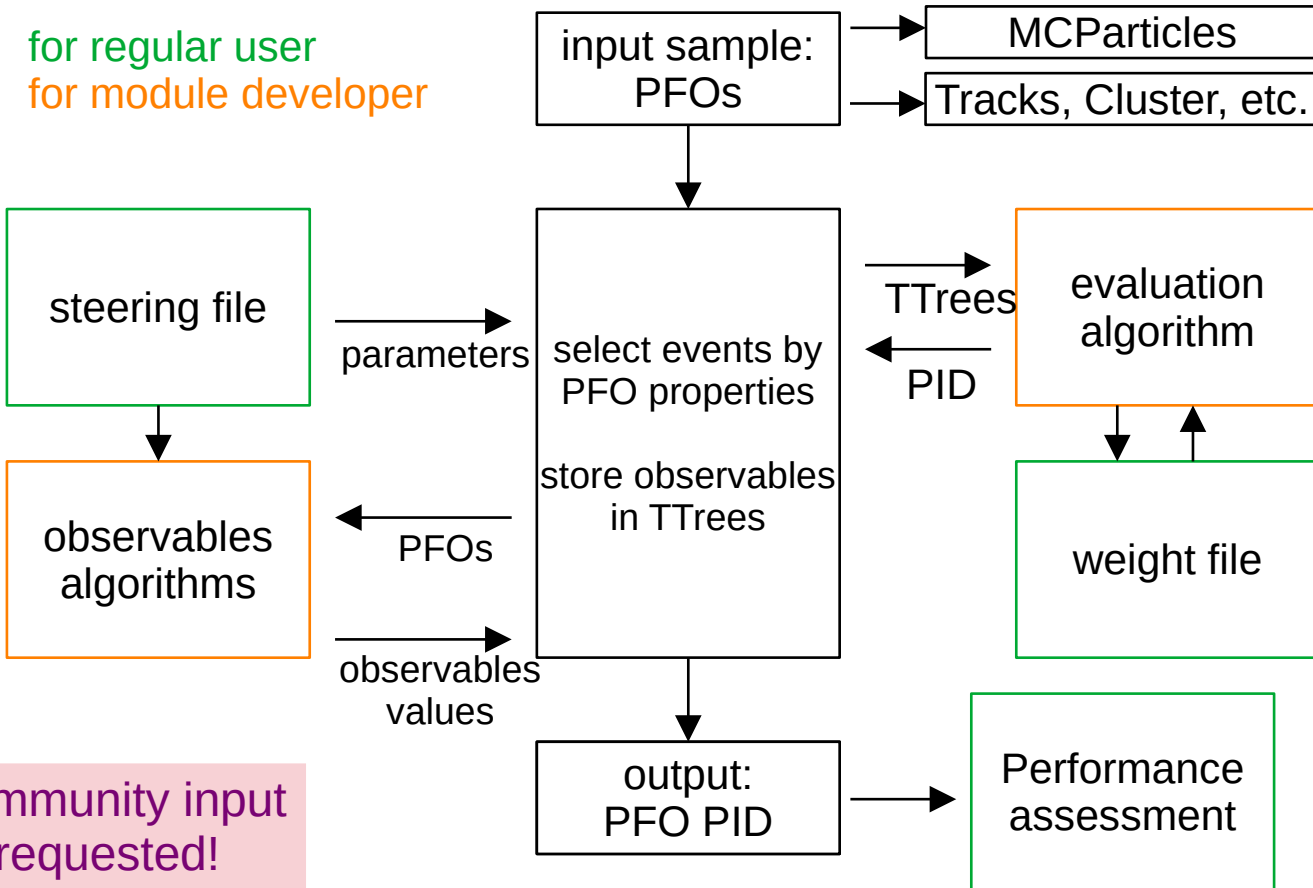 for regular user
for module developer
input sample:
PFOs
MCParticles
Tracks, Cluster, etc.
steering file
parameters
select events by
PFO properties
store observables
in TTrees
TTrees
PID
evaluation
algorithm
observables
algorithms
PFOs
observables
values
weight file
output:
PFO PID
Performance
assessment
mmunity input
requested!